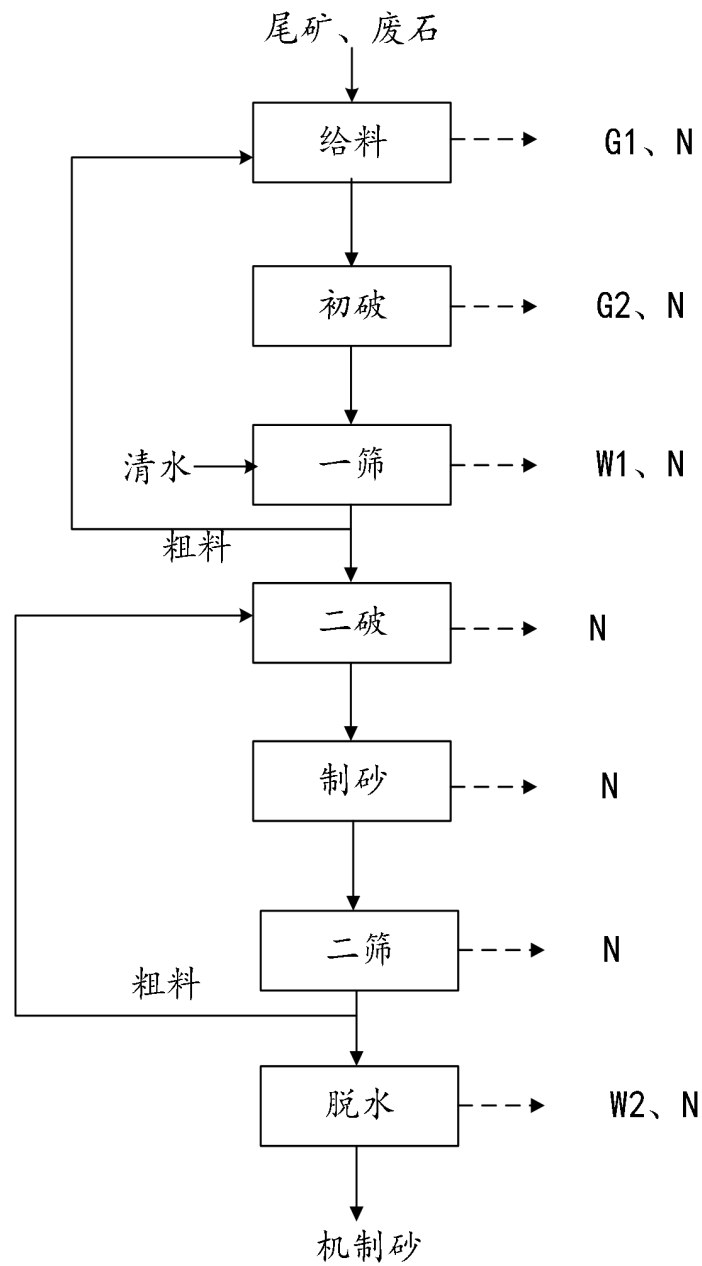 尾矿、废石
给料
G1、N
初破
G2、N
清水
一筛
W1、N
粗料
二破
N
制砂
N
二筛
N
粗料
脱水
W2、N
机制砂